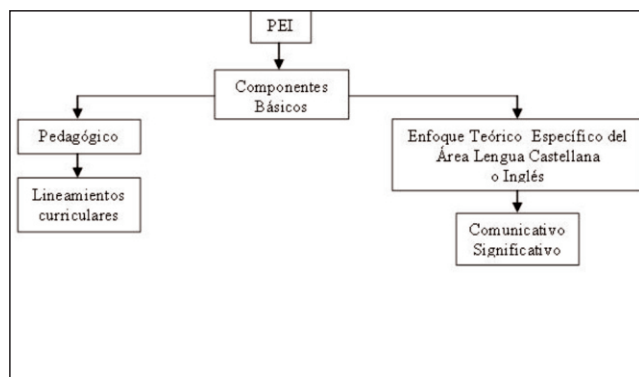 PEI
Componentes
Básicos
Pedagógico
Lineamientos
curriculares
Enfoque Teórico Específico del
Área Lengua Castellana
o Inglés
Comunicativo
Significativo